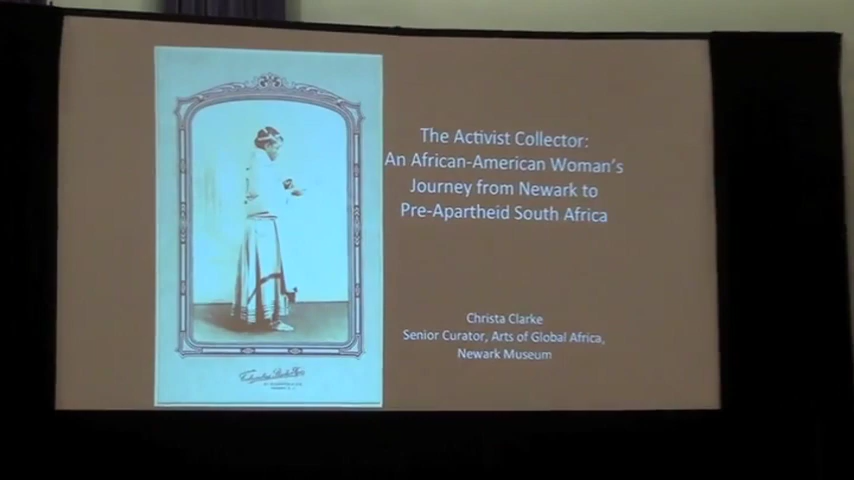 The Activist Collector:
An African-American Woman's
Journey from Newark to
Pre-Apartheid South Africa
Christa Clarke
Senior Curator, Arts of Global Africa,
Newark Museum